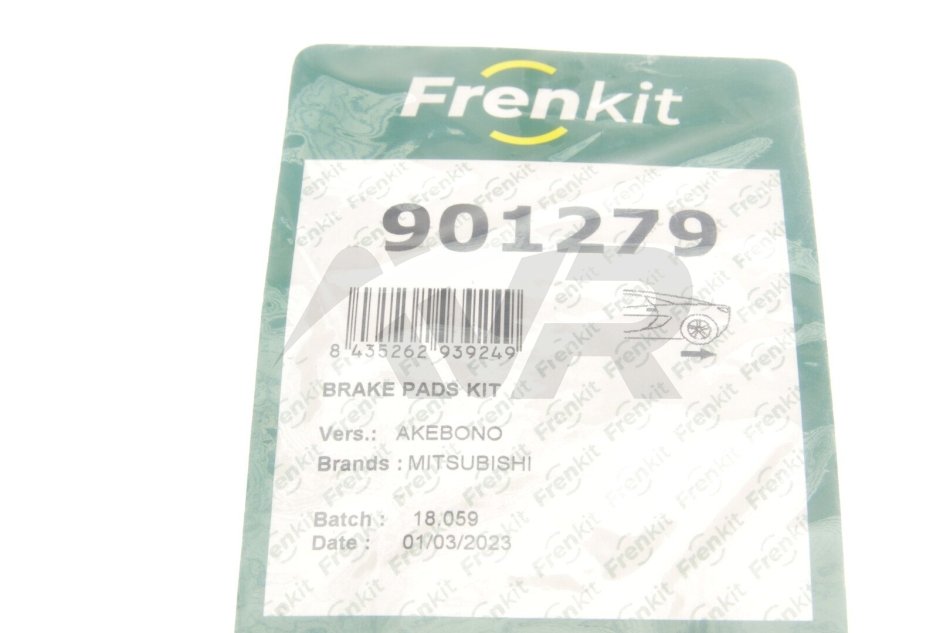 Frenkit
901279
8 435262 939249
BRAKE PADS KIT
Vers.: AKEBONO
Brands : MITSUBISHI
Batch : 18.059
Date : 01/03/2023